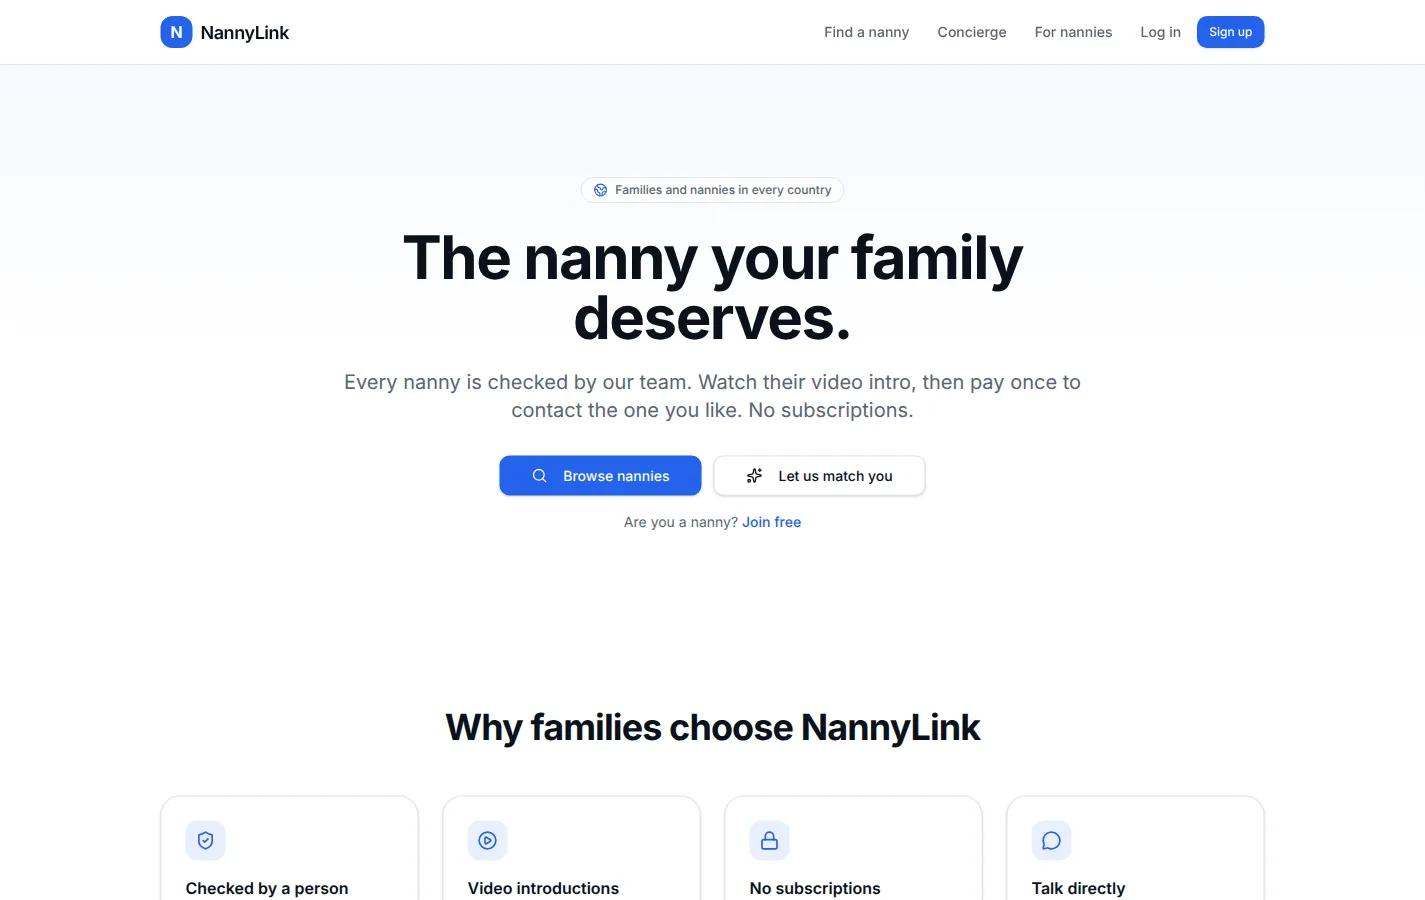 N NannyLink
Find a nanny
Concierge
For nannies
Log in
Sign up
Families and nannies in every country
The nanny your family
deserves.
Every nanny is checked by our team. Watch their video intro, then pay once to
contact the one you like. No subscriptions.
Browse nannies
Let us match you
Are you a nanny? Join free
Why families choose NannyLink
Checked by a person
Video introductions
No subscriptions
Talk directly